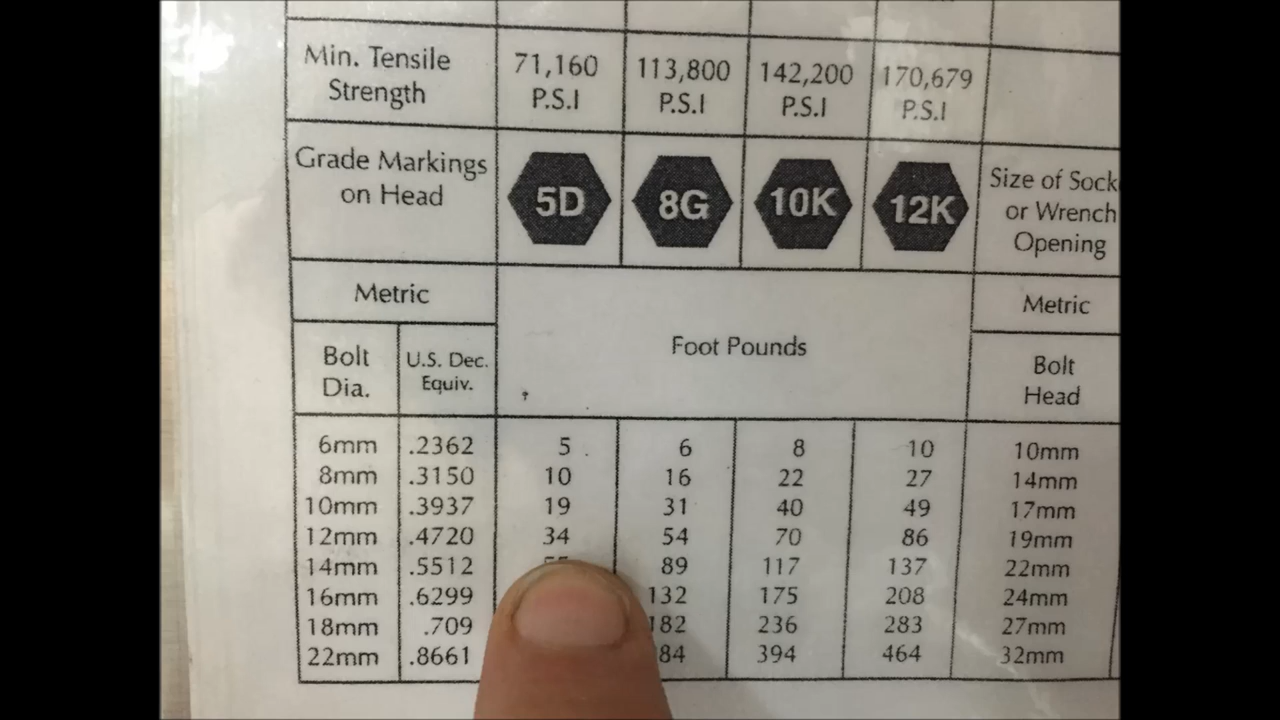 Min. Tensile Strength 71,160 P.S.I 113,800 P.S.I 142,200 P.S.I 170,679 P.S.I
Grade Markings on Head 5D 8G 10K 12K Size of or Wrench Opening
Metric Foot Pounds Metric
Bolt Dia. U.S. Dec. Equiv. Bolt Head
6mm .2362 5 6 8 10 10mm
8mm .3150 10 16 22 27 14mm
10mm .3937 19 31 40 49 17mm
12mm .4720 34 54 70 86 19mm
14mm .5512 89 117 137 22mm
16mm .6299 132 175 208 24mm
18mm .709 182 236 283 27mm
22mm .8661 394 464 32mm